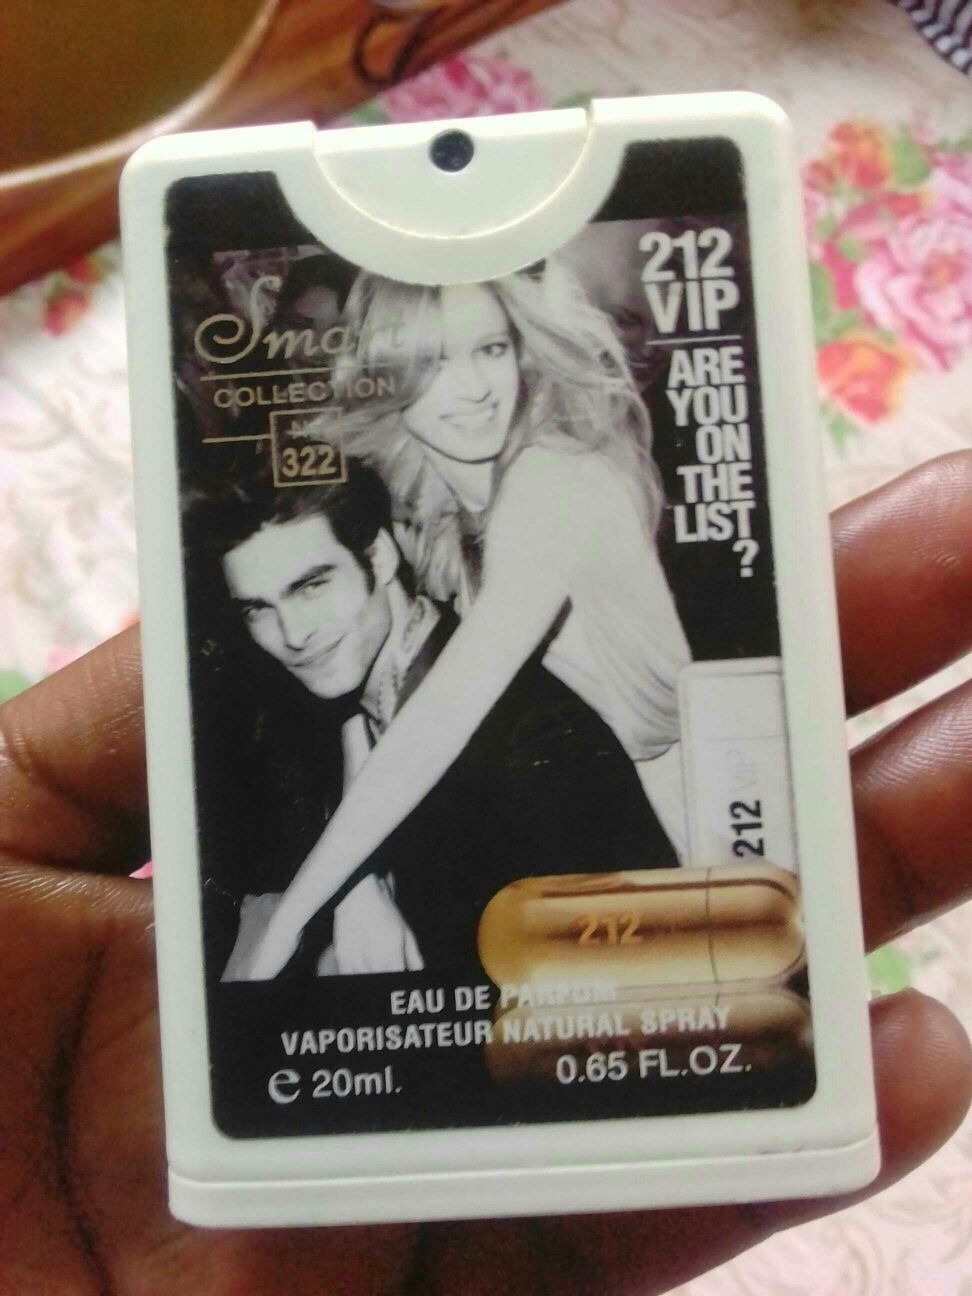 Smart
COLLECTION
Nº
322
212
VIP
ARE
YOU
ON
THE
LIST
?
212 VIP
212
EAU DE PARFUM
VAPORISATEUR NATURAL SPRAY
e 20ml.
0.65 FL.OZ.